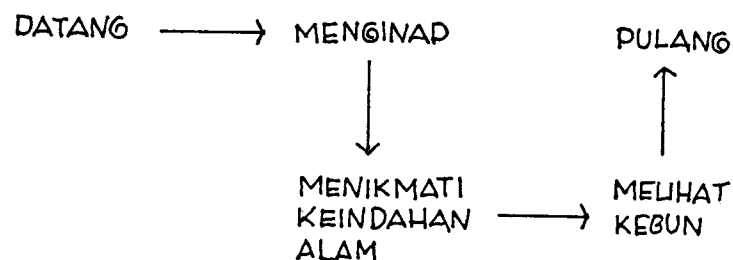 DATANG
MENGINAP
PULANG
MENIKMATI
KEINDAHAN
ALAM
MELIHAT
KEBUN